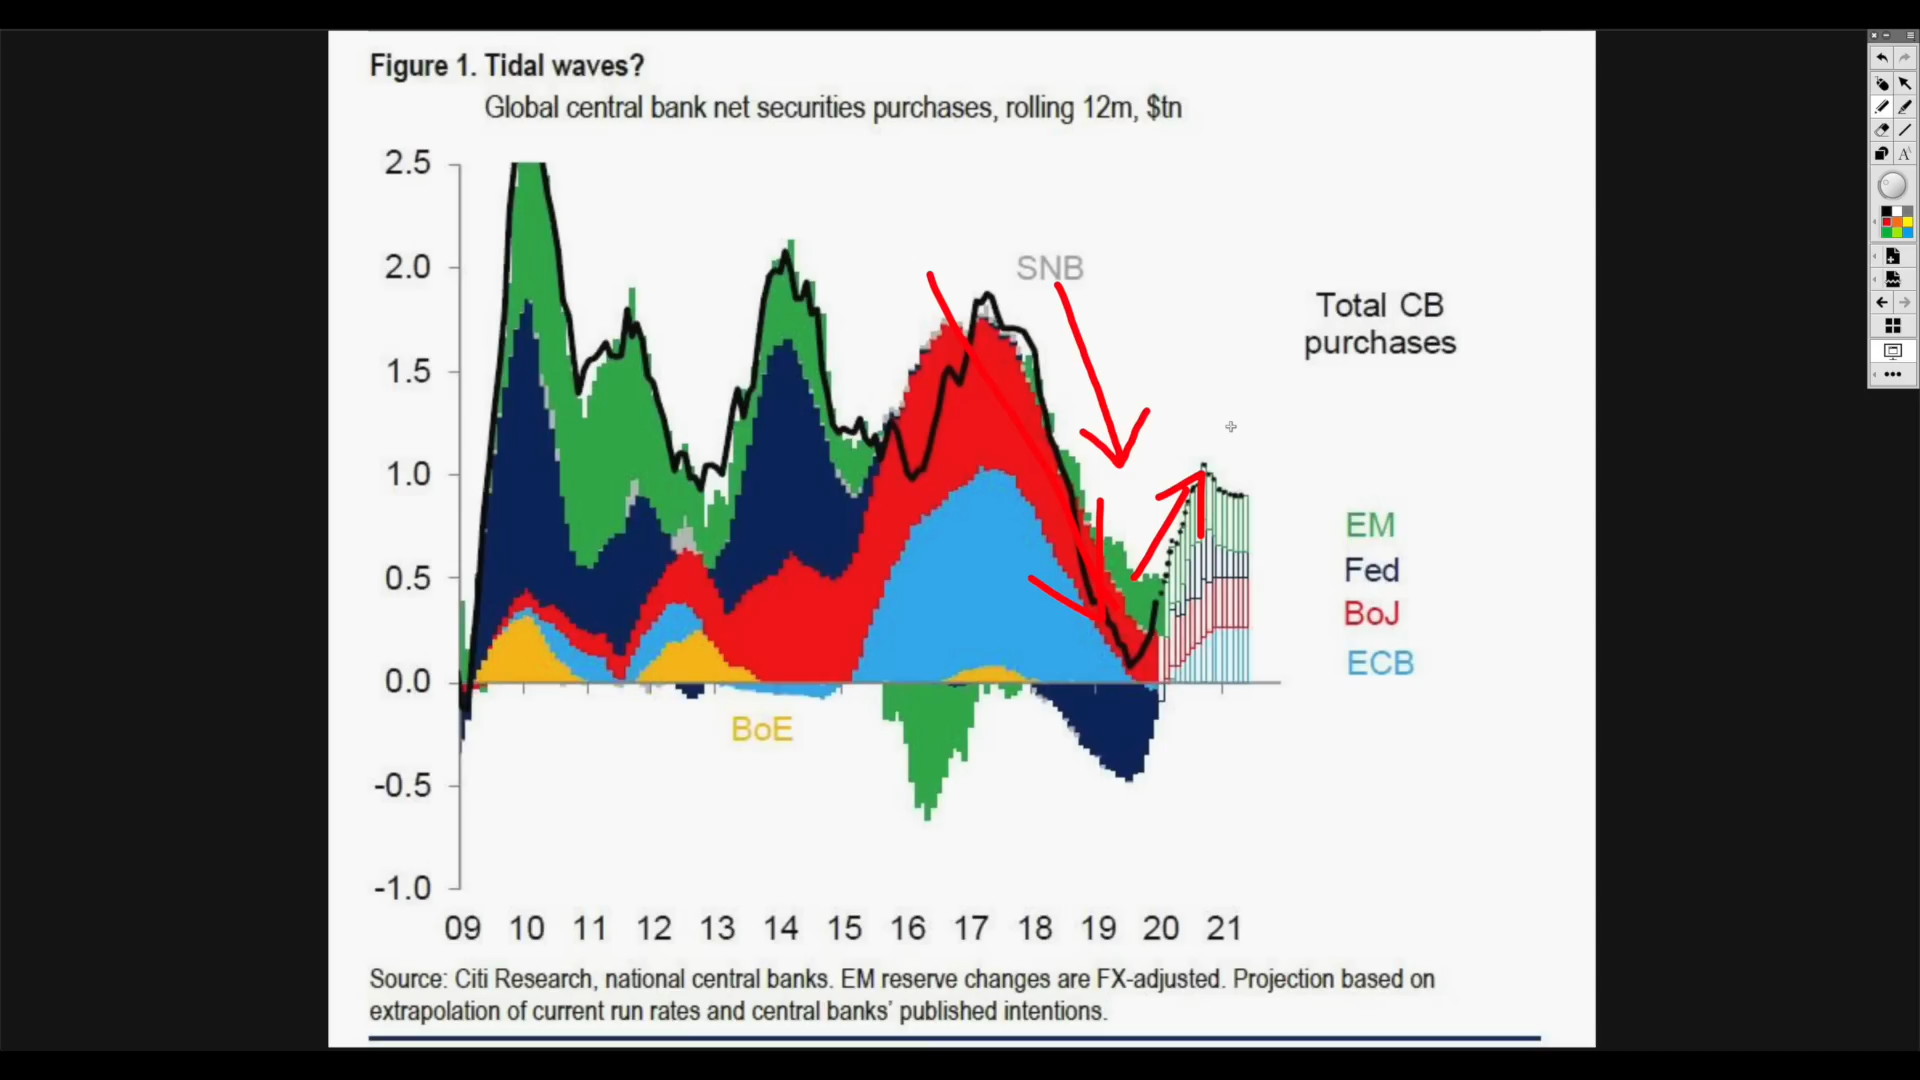 Figure 1. Tidal waves?
Global central bank net securities purchases, rolling 12m, $tn
2.5
2.0
1.5
1.0
0.5
0.0
-0.5
-1.0
SNB
Total CB
purchases
EM
Fed
BoJ
ECB
BoE
09 10 11 12 13 14 15 16 17 18 19 20 21
Source: Citi Research, national central banks. EM reserve changes are FX-adjusted. Projection based on
extrapolation of current run rates and central banks' published intentions.